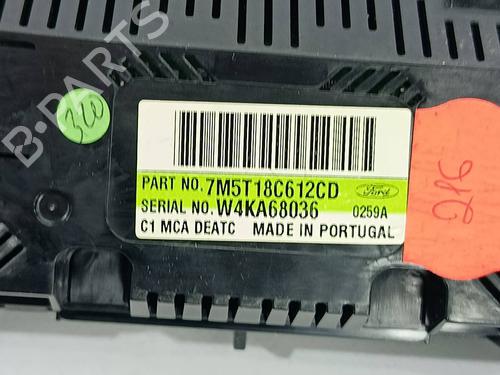 B-PARTS
310
PART NO. 7M5T18C612CD
Ford
SERIAL NO. W4KA68036 0259A
C1 MCA DEATC MADE IN PORTUGAL
216